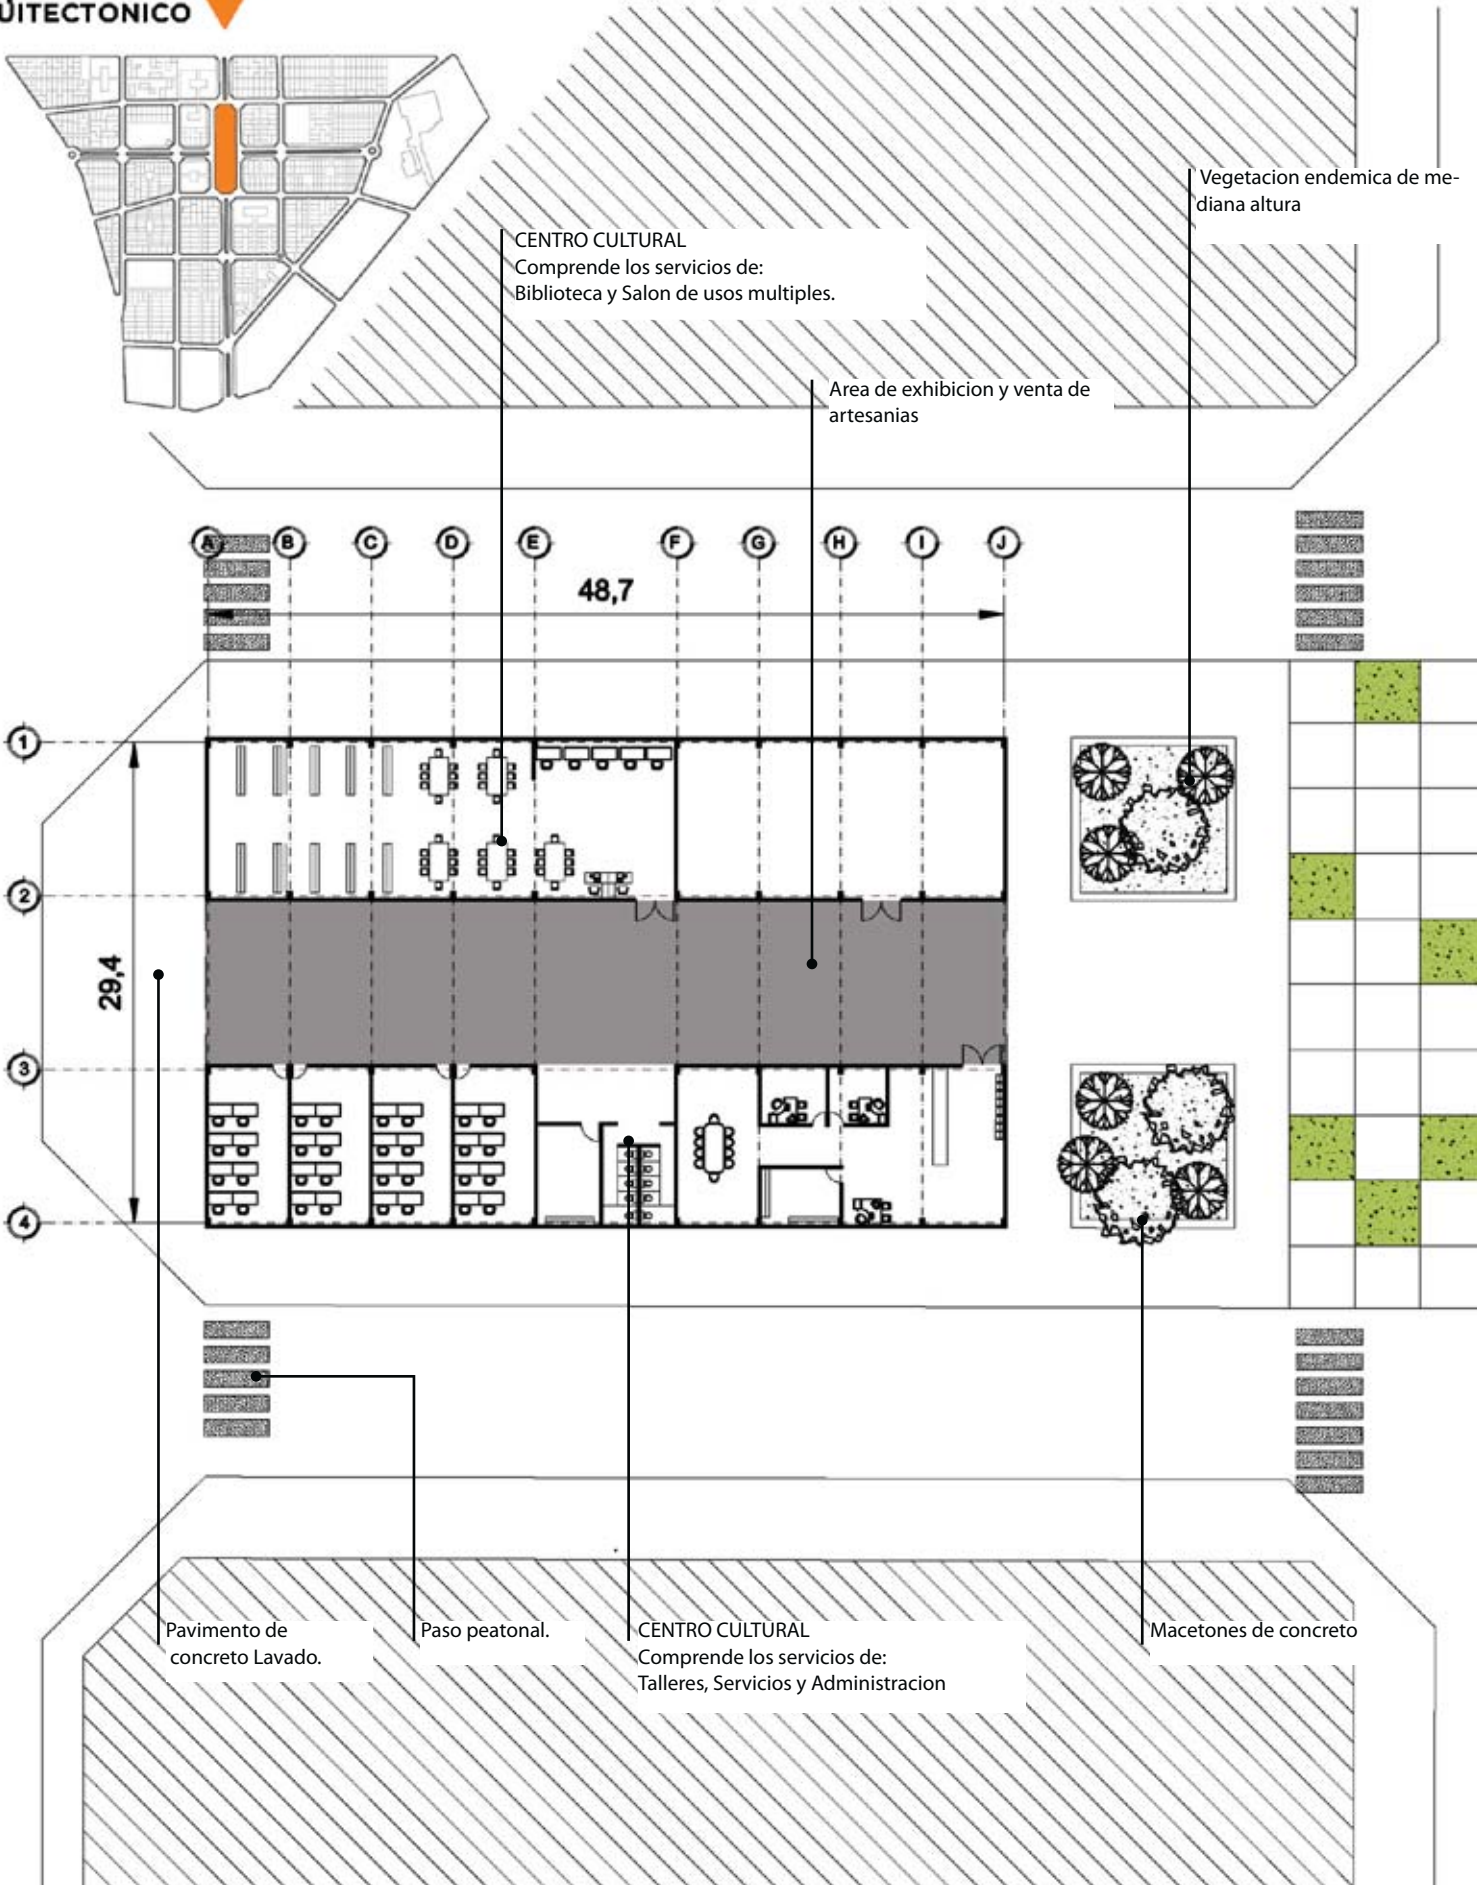 UITECTONICO
Vegetacion endemica de me-
diana altura
CENTRO CULTURAL
Comprende los servicios de:
Biblioteca y Salon de usos multiples.
Area de exhibicion y venta de
artesanias
A B C D E F G H I J
48,7
1
2
29,4
3
4
Pavimento de
concreto Lavado.
Paso peatonal.
CENTRO CULTURAL
Comprende los servicios de:
Talleres, Servicios y Administracion
Macetones de concreto